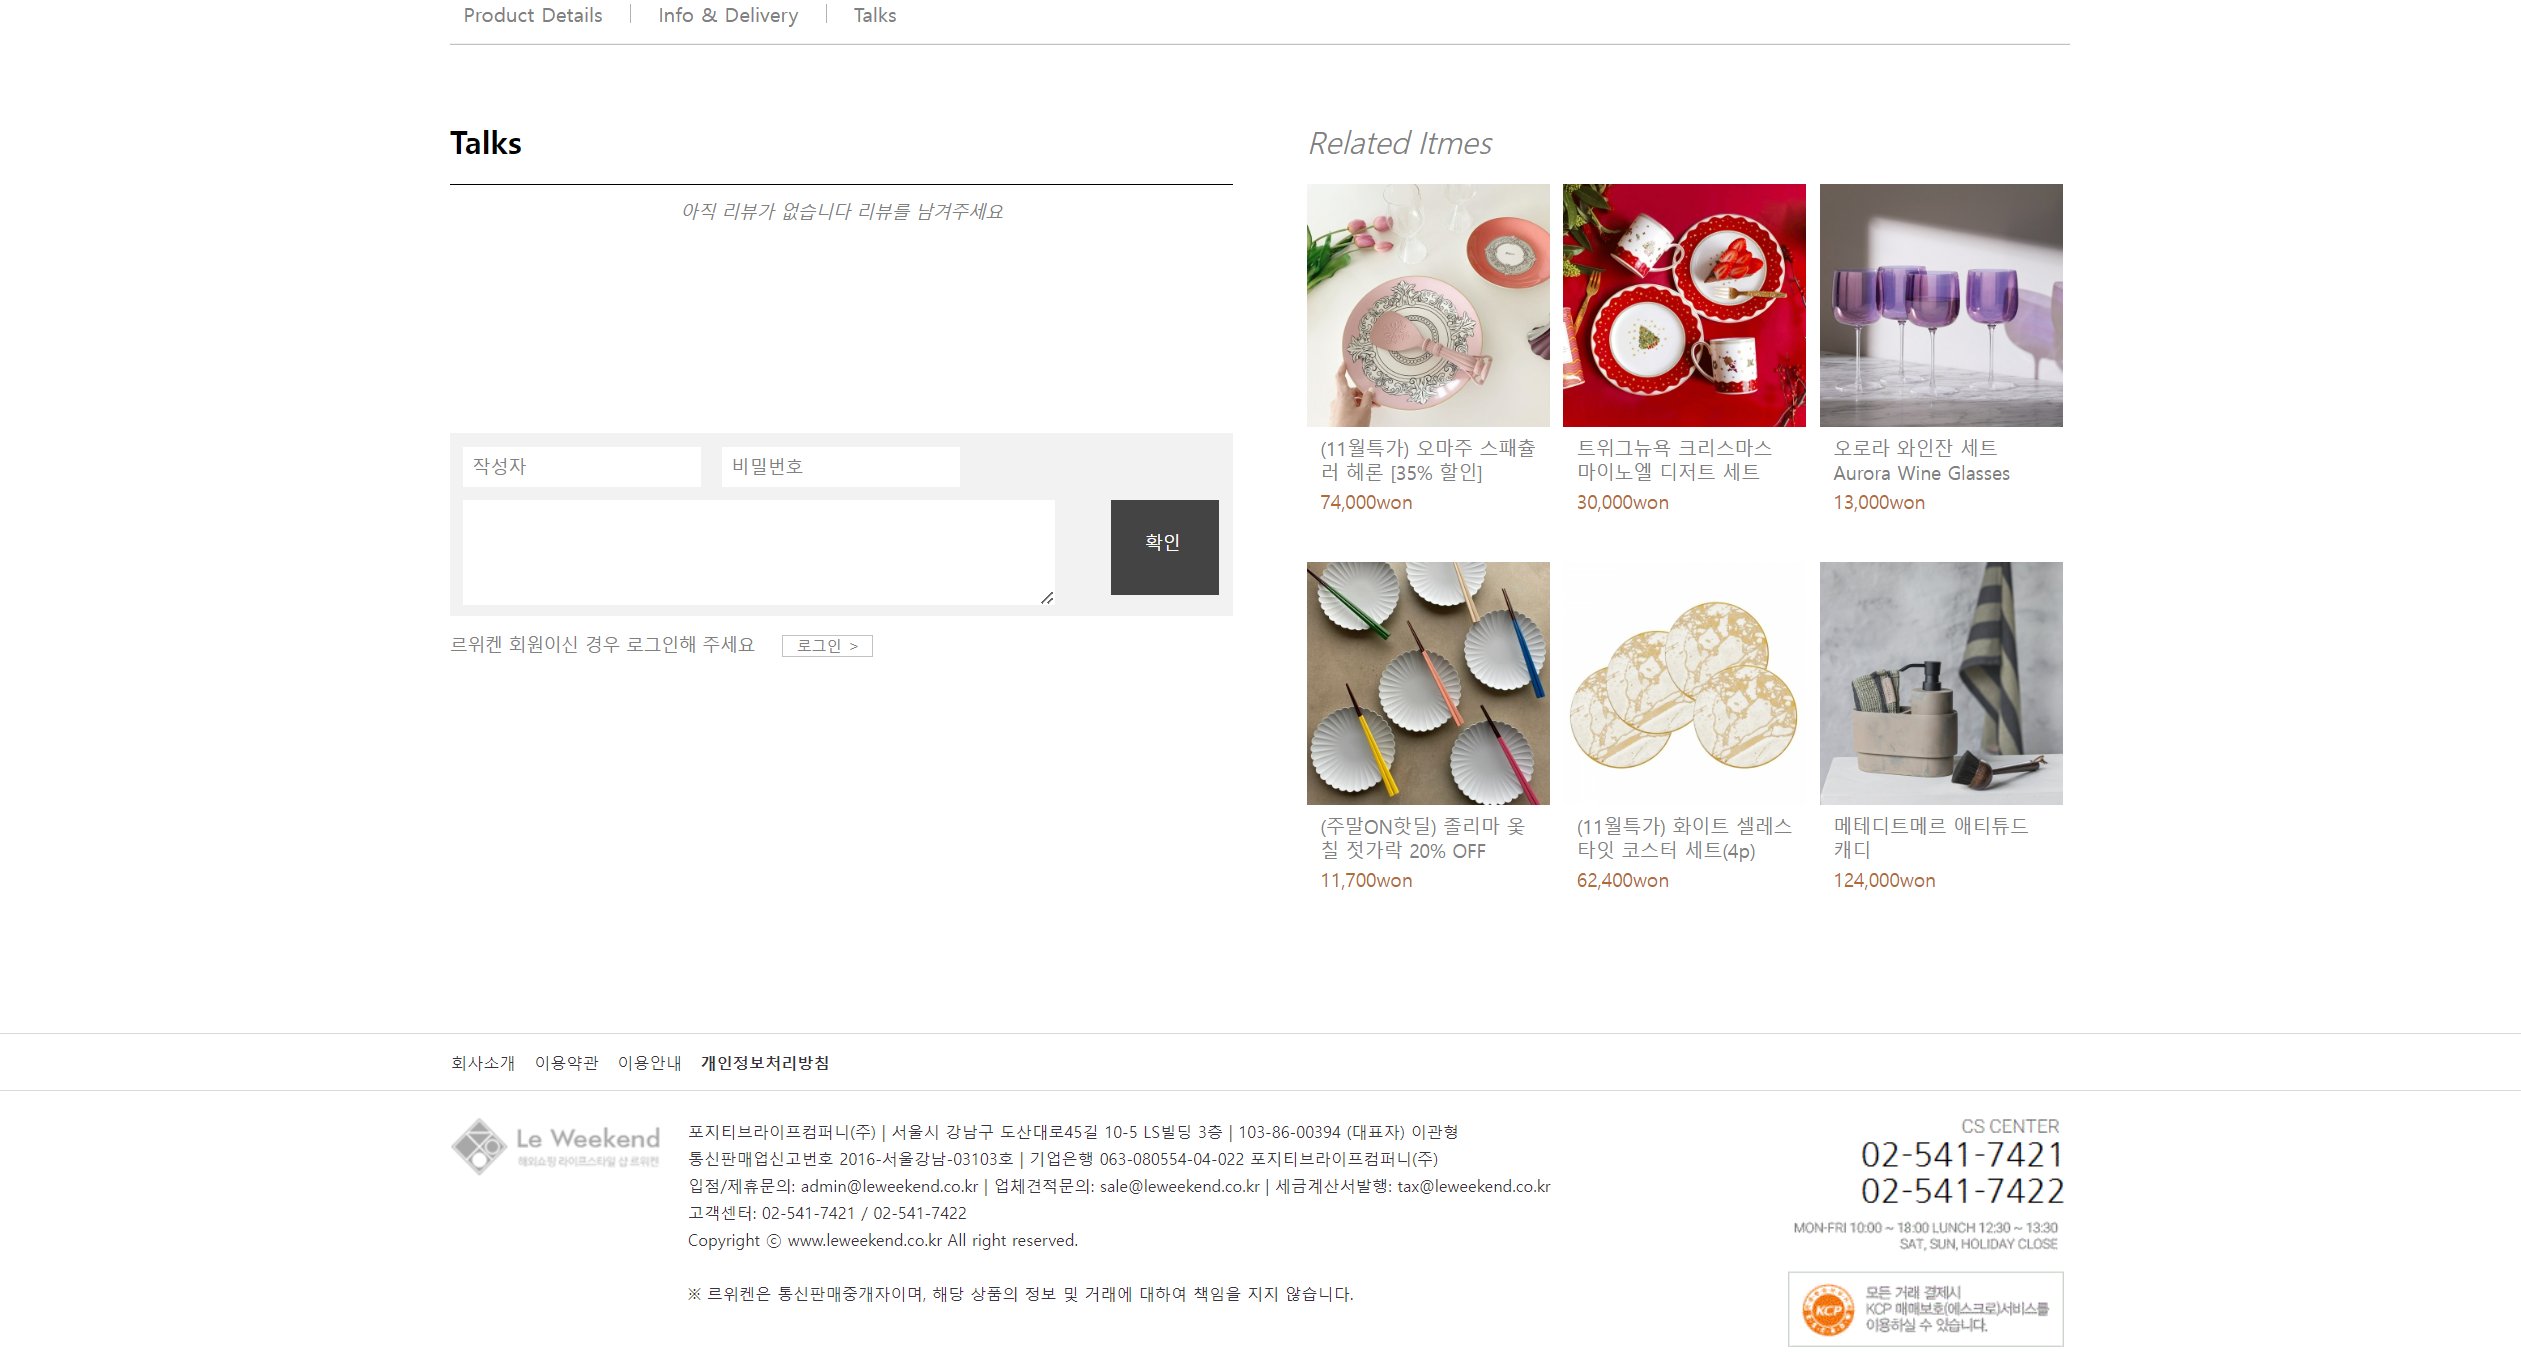 Product Details
Info & Delivery
Talks
Talks
아직 리뷰가 없습니다 리뷰를 남겨주세요
작성자
비밀번호
확인
르위켄 회원이신 경우 로그인해 주세요
로그인 >
Related Itmes
(11월특가) 오마주 스패츌
러 헤론 [35% 할인]
74,000won
트위그뉴욕 크리스마스
마이노엘 디저트 세트
30,000won
오로라 와인잔 세트
Aurora Wine Glasses
13,000won
(주말ON핫딜) 졸리마 옻
칠 젓가락 20% OFF
11,700won
(11월특가) 화이트 셀레스
타잇 코스터 세트(4p)
62,400won
메테디트메르 애티튜드
캐디
124,000won
회사소개
이용약관
이용안내
개인정보처리방침
Le Weekend
해외쇼핑 라이프스타일 샵 르위켄
포지티브라이프컴퍼니(주) | 서울시 강남구 도산대로45길 10-5 LS빌딩 3층 | 103-86-00394 (대표자) 이관형
통신판매업신고번호 2016-서울강남-03103호 | 기업은행 063-080554-04-022 포지티브라이프컴퍼니(주)
입점/제휴문의: admin@leweekend.co.kr | 업체견적문의: sale@leweekend.co.kr | 세금계산서발행: tax@leweekend.co.kr
고객센터: 02-541-7421 / 02-541-7422
Copyright ⓒ www.leweekend.co.kr All right reserved.
※ 르위켄은 통신판매중개자이며, 해당 상품의 정보 및 거래에 대하여 책임을 지지 않습니다.
CS CENTER
02-541-7421
02-541-7422
MON-FRI 10:00 ~ 18:00 LUNCH 12:30 ~ 13:30
SAT, SUN, HOLIDAY CLOSE
KCP
모든 거래 결제시
KCP 매매보호(에스크로)서비스를
이용하실 수 있습니다.